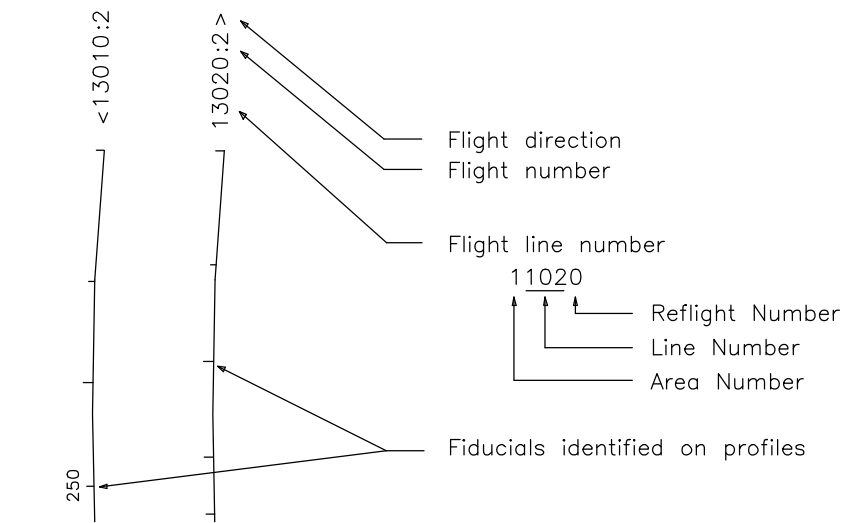 <13010:2
13020:2>
Flight direction
Flight number
Flight line number
11020
Reflight Number
Line Number
Area Number
Fiducials identified on profiles
250